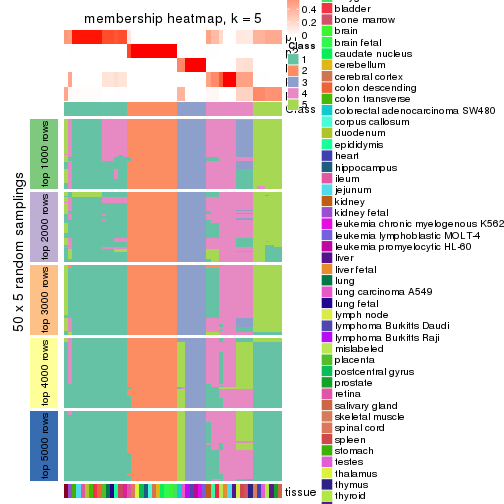 membership heatmap, k = 5
50 x 5 random samplings
top 1000 rows
top 2000 rows
top 3000 rows
top 4000 rows
top 5000 rows
Class
tissue
0.4
0.2
0
Class
1
2
3
4
5
bladder
bone marrow
brain
brain fetal
caudate nucleus
cerebellum
cerebral cortex
colon descending
colon transverse
colorectal adenocarcinoma SW480
corpus callosum
duodenum
epididymis
heart
hippocampus
ileum
jejunum
kidney
kidney fetal
leukemia chronic myelogenous K562
leukemia lymphoblastic MOLT-4
leukemia promyelocytic HL-60
liver
liver fetal
lung
lung carcinoma A549
lung fetal
lymph node
lymphoma Burkitts Daudi
lymphoma Burkitts Raji
mislabeled
placenta
postcentral gyrus
prostate
retina
salivary gland
skeletal muscle
spinal cord
spleen
stomach
testes
thalamus
thymus
thyroid